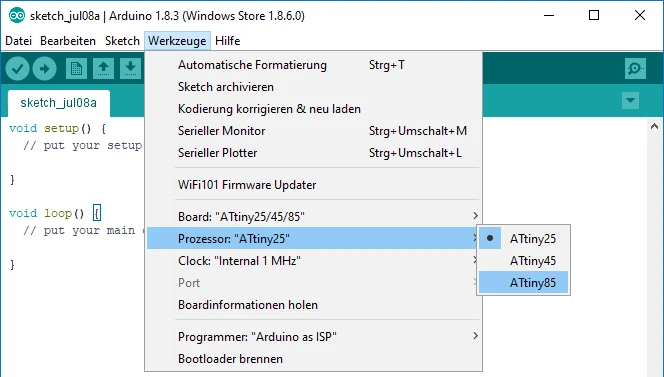 sketch_jul08a | Arduino 1.8.3 (Windows Store 1.8.6.0)
Datei Bearbeiten Sketch Werkzeuge Hilfe
sketch_jul08a
void setup() {
// put your setup
}
void loop() {
// put your main
}
Automatische Formatierung Strg+T
Sketch archivieren
Kodierung korrigieren & neu laden
Serieller Monitor Strg+Umschalt+M
Serieller Plotter Strg+Umschalt+L
WiFi101 Firmware Updater
Board: "ATtiny25/45/85"
Prozessor: "ATtiny25"
Clock: "Internal 1 MHz"
Port
Boardinformationen holen
Programmer: "Arduino as ISP"
Bootloader brennen
ATtiny25
ATtiny45
ATtiny85